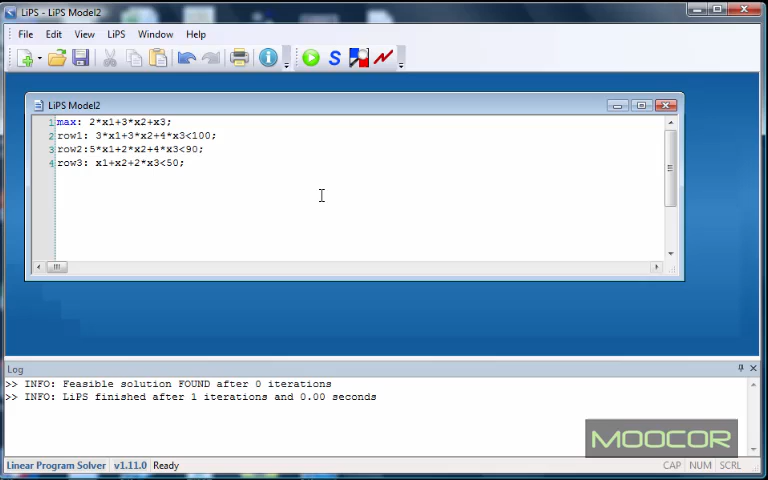 LiPS - LiPS Model2
File Edit View LiPS Window Help
LiPS Model2
1 max: 2*x1+3*x2+x3;
2 row1: 3*x1+3*x2+4*x3<100;
3 row2:5*x1+2*x2+4*x3<90;
4 row3: x1+x2+2*x3<50;
Log
>> INFO: Feasible solution FOUND after 0 iterations
>> INFO: LiPS finished after 1 iterations and 0.00 seconds
MOOCOR
Linear Program Solver v1.11.0 Ready CAP NUM SCRL